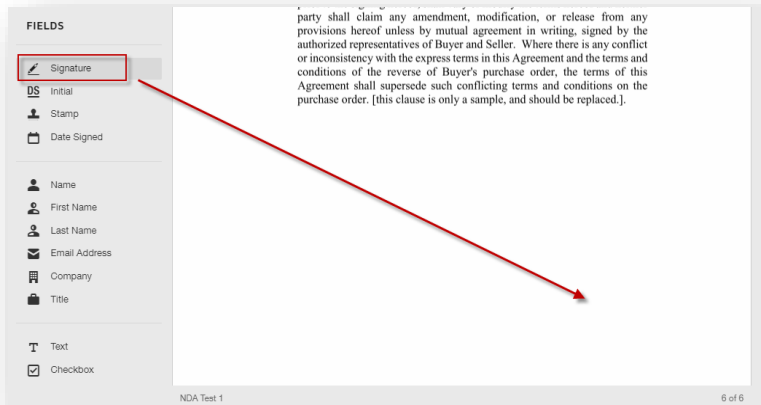 FIELDS
Signature
DS Initial
Stamp
Date Signed
Name
First Name
Last Name
Email Address
Company
Title
T Text
Checkbox
party shall claim any amendment, modification, or release from any
provisions hereof unless by mutual agreement in writing, signed by the
authorized representatives of Buyer and Seller. Where there is any conflict
or inconsistency with the express terms in this Agreement and the terms and
conditions of the reverse of Buyer's purchase order, the terms of this
Agreement shall supersede such conflicting terms and conditions on the
purchase order. [this clause is only a sample, and should be replaced.].
NDA Test 1
6 of 6